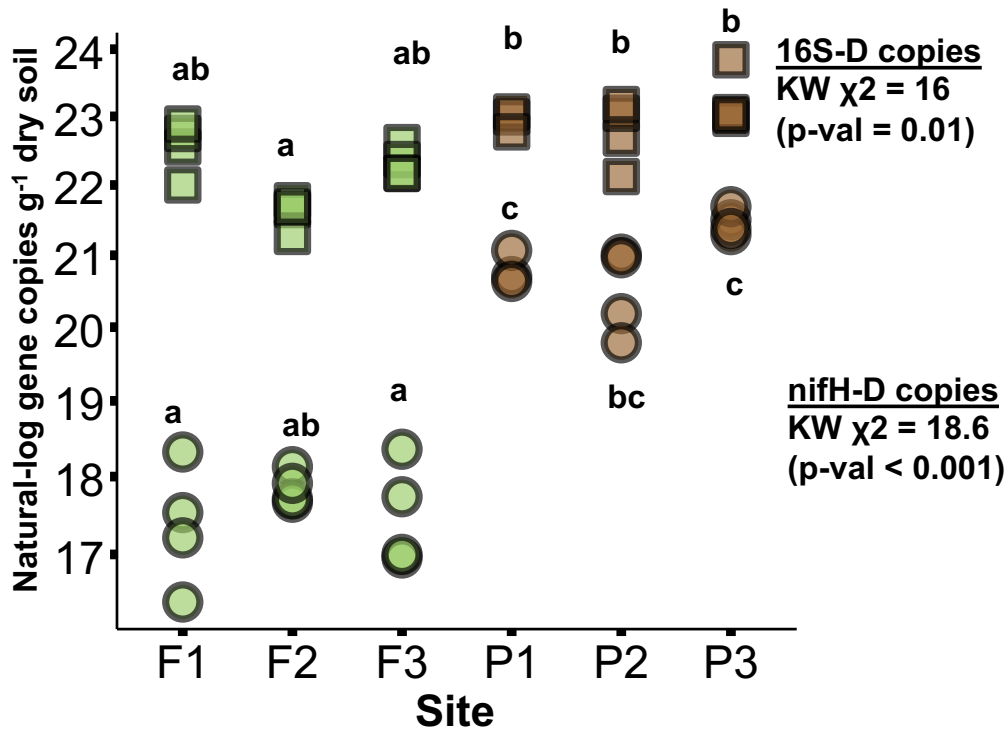 Natural-log gene copies g⁻¹ dry soil
24
23
22
21
20
19
18
17
ab
a
ab
b
b
b
c
c
bc
a
ab
a
16S-D copies
KW χ2 = 16
(p-val = 0.01)
nifH-D copies
KW χ2 = 18.6
(p-val < 0.001)
F1 F2 F3 P1 P2 P3
Site